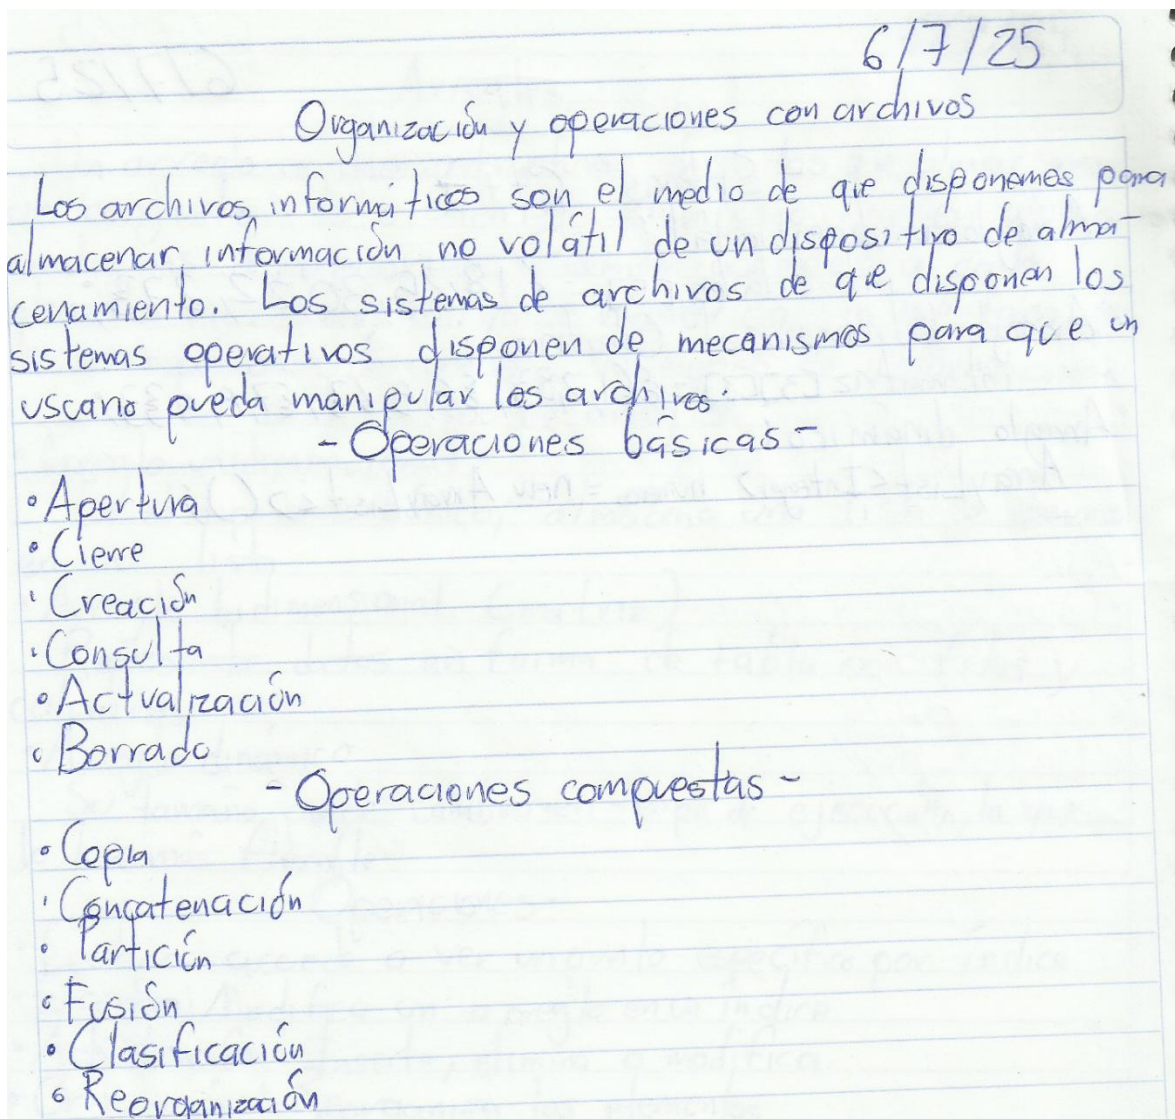 6/7/25
Organización y operaciones con archivos
Los archivos informáticos son el medio de que disponemos para
almacenar información no volátil de un dispositivo de alma-
cenamiento. Los sistemas de archivos de que disponen los
sistemas operativos disponen de mecanismos para que un
uscario pueda manipular los archivos.
- Operaciones básicas -
• Apertura
• Cierre
• Creación
• Consulta
• Actualización
• Borrado
- Operaciones compuestas -
• Copia
• Concatenación
• Partición
• Fusión
• Clasificación
• Reorganización